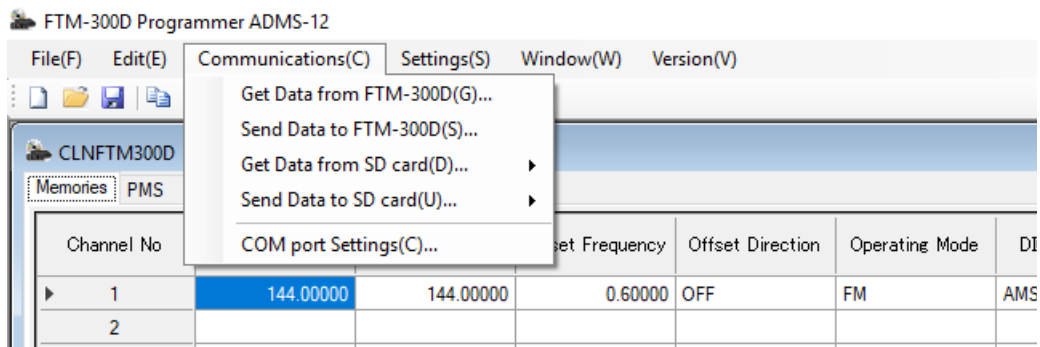 FTM-300D Programmer ADMS-12
File(F) Edit(E) Communications(C) Settings(S) Window(W) Version(V)
Get Data from FTM-300D(G)...
Send Data to FTM-300D(S)...
Get Data from SD card(D)...
Send Data to SD card(U)...
COM port Settings(C)...
CLNFTM300D
Memories PMS
Channel No set Frequency Offset Direction Operating Mode DI
1 144.00000 144.00000 0.60000 OFF FM AMS
2